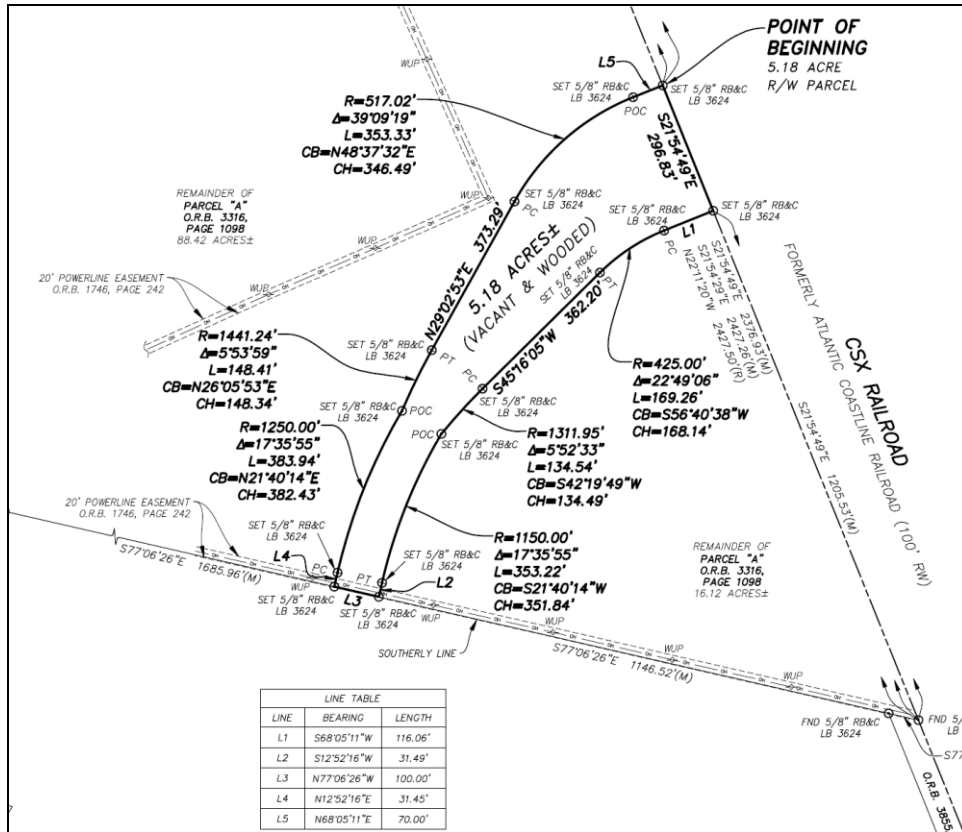 POINT OF
BEGINNING
5.18 ACRE
R/W PARCEL
L5
SET 5/8" RB&C
LB 3624
SET 5/8" RB&C
LB 3624
POC
WUP
R=517.02'
Δ=39°09'19"
L=353.33'
CB=N48°37'32"E
CH=346.49'
S21°54'49"E
296.83'
REMAINDER OF
PARCEL "A"
O.R.B. 3316,
PAGE 1098
88.42 ACRES±
WUP
SET 5/8" RB&C
LB 3624
PC
SET 5/8" RB&C
LB 3624
SET 5/8" RB&C
LB 3624
PC
L1
WUP
20' POWERLINE EASEMENT
O.R.B. 1746, PAGE 242
N29°02'53"E 373.29'
5.18 ACRES±
(VACANT & WOODED)
SET 5/8" RB&C
LB 3624
PT
S21°54'49"E 2376.93'(M)
S21°54'29"E 2427.26'(M)
N22°11'20"W 2427.50'(R)
FORMERLY ATLANTIC COASTLINE RAILROAD (100' RW)
CSX RAILROAD
R=1441.24'
Δ=5°53'59"
L=148.41'
CB=N26°05'53"E
CH=148.34'
SET 5/8" RB&C
LB 3624
PT
S45°16'05"W 362.20'
PC
R=425.00'
Δ=22°49'06"
L=169.26'
CB=S56°40'38"W
CH=168.14'
SET 5/8" RB&C
LB 3624
POC
SET 5/8" RB&C
LB 3624
POC
R=1250.00'
Δ=17°35'55"
L=383.94'
CB=N21°40'14"E
CH=382.43'
SET 5/8" RB&C
LB 3624
R=1311.95'
Δ=5°52'33"
L=134.54'
CB=S42°19'49"W
CH=134.49'
S21°54'49"E 1205.53'(M)
20' POWERLINE EASEMENT
O.R.B. 1746, PAGE 242
S77°06'26"E
1685.96'(M)
SET 5/8" RB&C
LB 3624
L4
PC
WUP
SET 5/8" RB&C
LB 3624
L3
SET 5/8" RB&C
LB 3624
PT
L2
SET 5/8" RB&C
LB 3624
WUP
R=1150.00'
Δ=17°35'55"
L=353.22'
CB=S21°40'14"W
CH=351.84'
REMAINDER OF
PARCEL "A"
O.R.B. 3316,
PAGE 1098
16.12 ACRES±
SOUTHERLY LINE
WUP
S77°06'26"E 1146.52'(M)
WUP
FND 5/8" RB&C
LB 3624
FND 5/
LB
S77
O.R.B. 3855
LINE TABLE
LINE BEARING LENGTH
L1 S68°05'11"W 116.06'
L2 S12°52'16"W 31.49'
L3 N77°06'26"W 100.00'
L4 N12°52'16"E 31.45'
L5 N68°05'11"E 70.00'